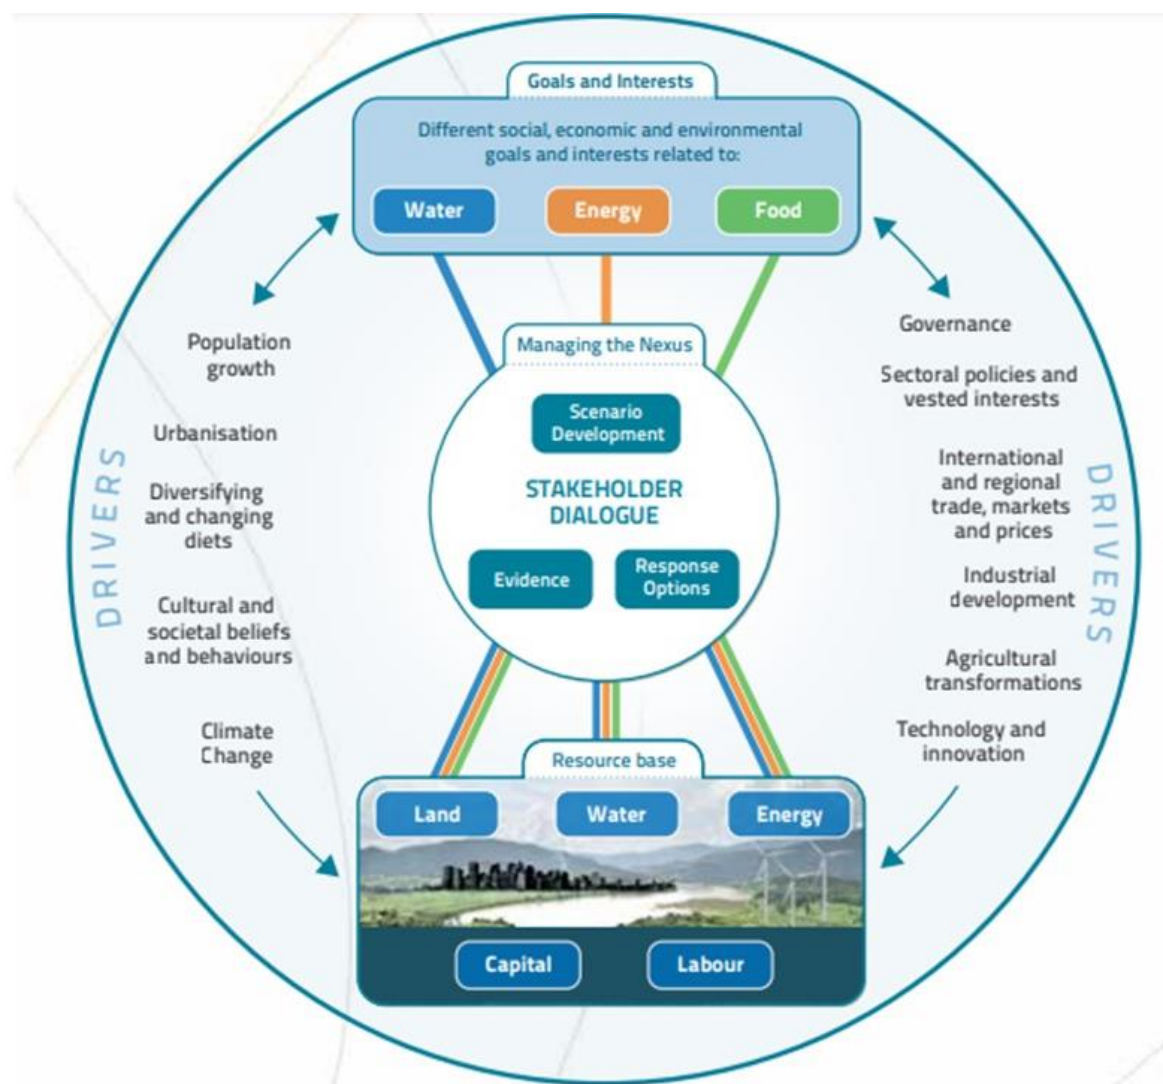 Goals and Interests
Different social, economic and environmental
goals and interests related to:
Water
Energy
Food
Managing the Nexus
Scenario
Development
STAKEHOLDER
DIALOGUE
Evidence
Response
Options
DRIVERS
Population
growth
Urbanisation
Diversifying
and changing
diets
Cultural and
societal beliefs
and behaviours
Climate
Change
Governance
Sectoral policies and
vested interests
International
and regional
trade, markets
and prices
Industrial
development
Agricultural
transformations
Technology and
innovation
DRIVERS
Resource base
Land
Water
Energy
Capital
Labour